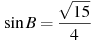 sin B = √15/4